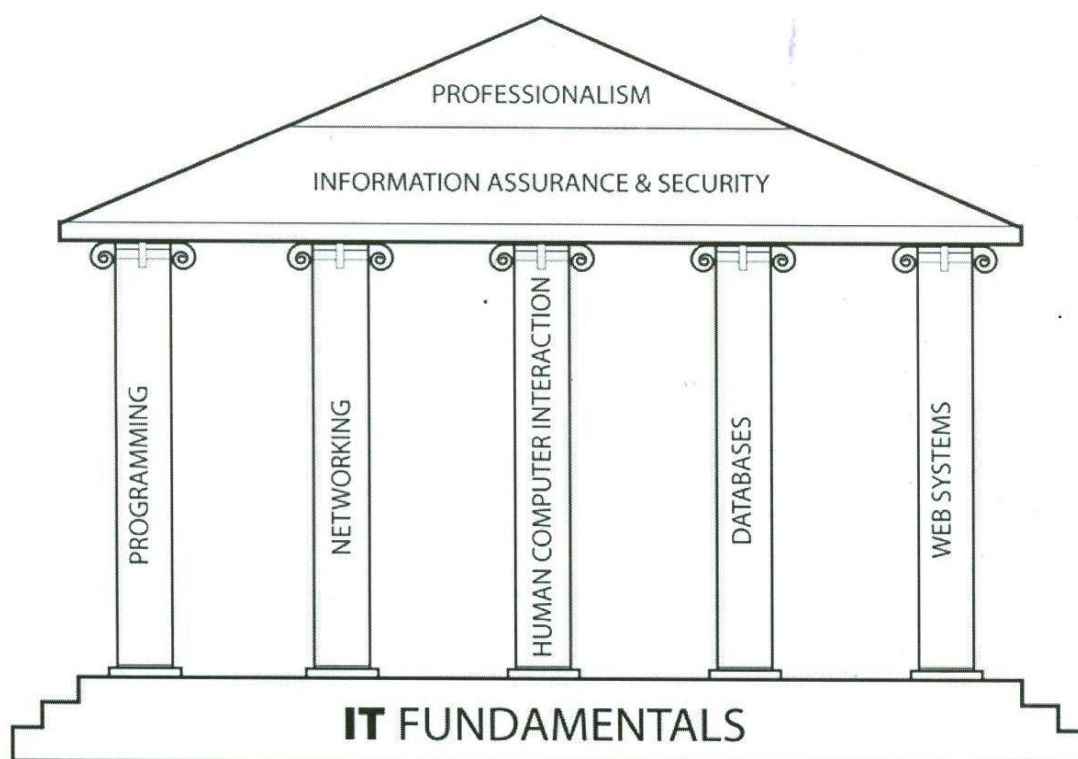 PROFESSIONALISM
INFORMATION ASSURANCE & SECURITY
PROGRAMMING
NETWORKING
HUMAN COMPUTER INTERACTION
DATABASES
WEB SYSTEMS
IT FUNDAMENTALS